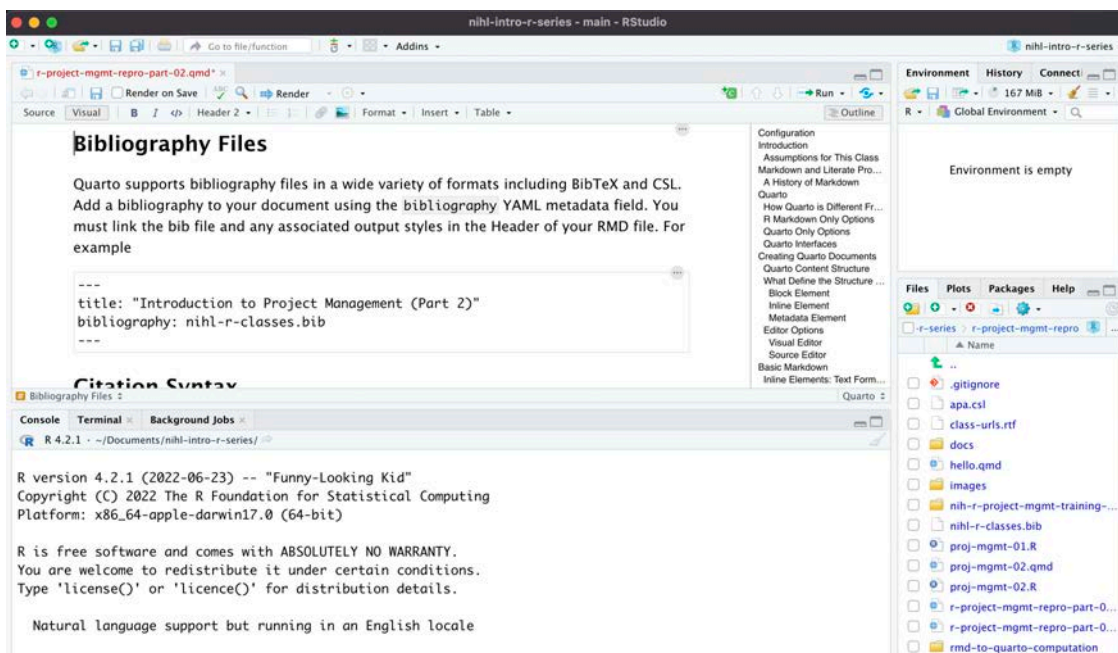 nihl-intro-r-series - main - RStudio
Go to file/function Addins nihl-intro-r-series
r-project-mgmt-repro-part-02.qmd*
Render on Save Render Run
Source Visual B I </> Header 2 Format Insert Table Outline
Bibliography Files
Quarto supports bibliography files in a wide variety of formats including BibTeX and CSL.
Add a bibliography to your document using the bibliography YAML metadata field. You
must link the bib file and any associated output styles in the Header of your RMD file. For
example
---
title: "Introduction to Project Management (Part 2)"
bibliography: nihl-r-classes.bib
---
Citation Syntax
Bibliography Files Quarto
Configuration
Introduction
Assumptions for This Class
Markdown and Literate Pro...
A History of Markdown
Quarto
How Quarto is Different Fr...
R Markdown Only Options
Quarto Only Options
Quarto Interfaces
Creating Quarto Documents
Quarto Content Structure
What Define the Structure ...
Block Element
Inline Element
Metadata Element
Editor Options
Visual Editor
Source Editor
Basic Markdown
Inline Elements: Text Form...
Console Terminal Background Jobs
R 4.2.1 · ~/Documents/nihl-intro-r-series/
R version 4.2.1 (2022-06-23) -- "Funny-Looking Kid"
Copyright (C) 2022 The R Foundation for Statistical Computing
Platform: x86_64-apple-darwin17.0 (64-bit)
R is free software and comes with ABSOLUTELY NO WARRANTY.
You are welcome to redistribute it under certain conditions.
Type 'license()' or 'licence()' for distribution details.
Natural language support but running in an English locale
Environment History Connecti
167 MiB
R Global Environment
Environment is empty
Files Plots Packages Help
-r-series r-project-mgmt-repro ...
Name
..
.gitignore
apa.csl
class-urls.rtf
docs
hello.qmd
images
nih-r-project-mgmt-training-...
nihl-r-classes.bib
proj-mgmt-01.R
proj-mgmt-02.qmd
proj-mgmt-02.R
r-project-mgmt-repro-part-0...
r-project-mgmt-repro-part-0...
rmd-to-quarto-computation